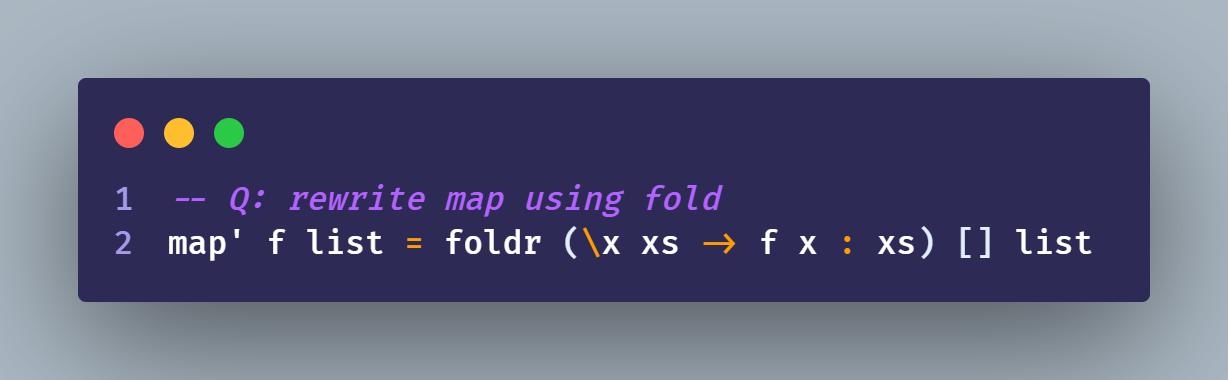 1 -- Q: rewrite map using fold
2 map' f list = foldr (\x xs -> f x : xs) [] list